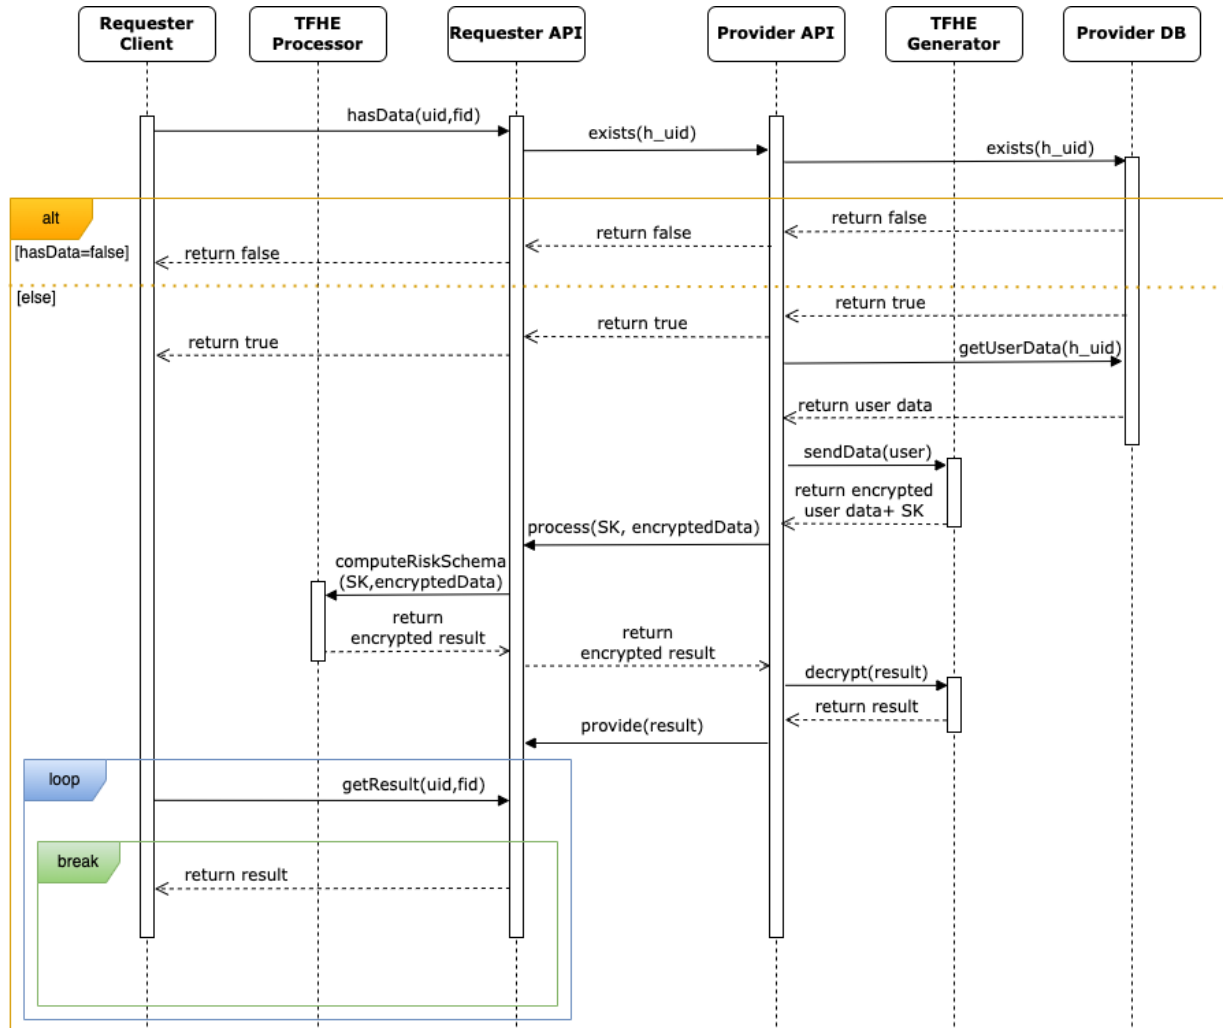 Requester
Client
TFHE
Processor
Requester API
Provider API
TFHE
Generator
Provider DB
hasData(uid,fid)
exists(h_uid)
exists(h_uid)
alt
[hasData=false]
return false
return false
return false
[else]
return true
return true
return true
getUserData(h_uid)
return user data
sendData(user)
return encrypted
user data+ SK
process(SK, encryptedData)
computeRiskSchema
(SK,encryptedData)
return
encrypted result
return
encrypted result
decrypt(result)
return result
provide(result)
loop
getResult(uid,fid)
break
return result